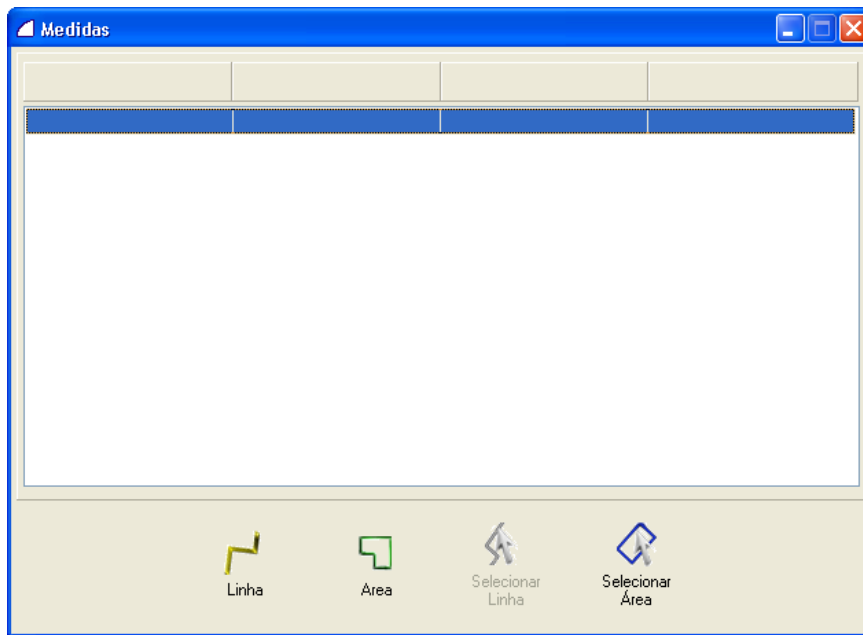 Medidas
Linha
Area
Selecionar
Linha
Selecionar
Área